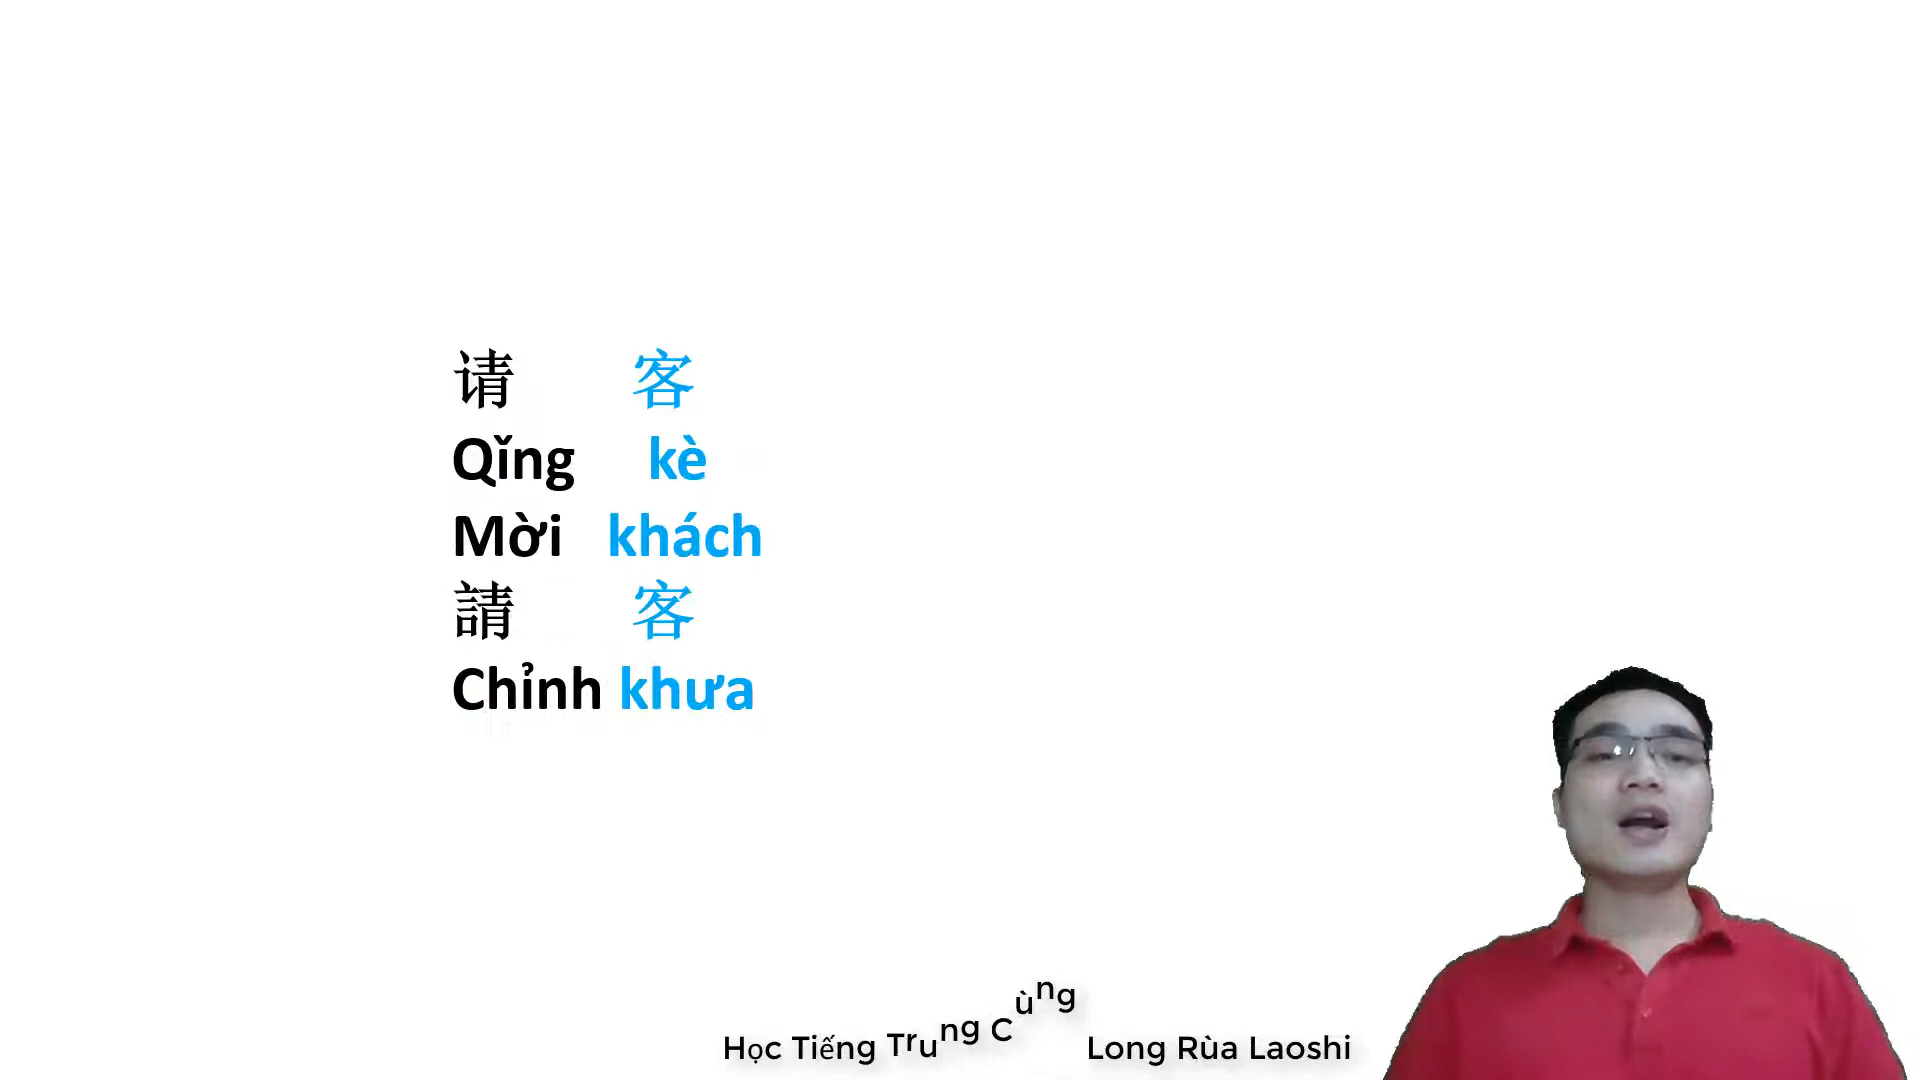 请 客
Qǐng kè
Mời khách
請 客
Chỉnh khưa
Học Tiếng Trung Cùng Long Rùa Laoshi